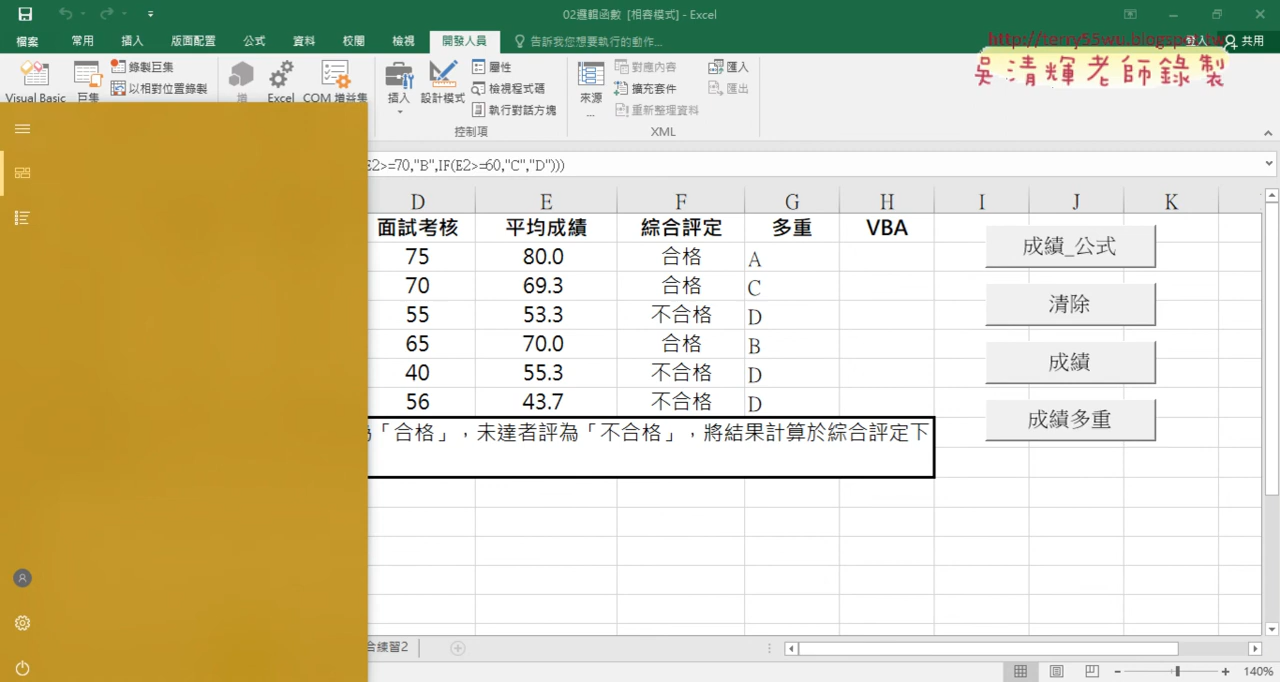 02邏輯函數 [相容模式] - Excel
檔案 常用 插入 版面配置 公式 資料 校閱 檢視 開發人員 告訴我您想要執行的動作... 登入 共用
http://terry55wu.blogspot.tw
吳清輝老師錄製
Visual Basic 巨集 錄製巨集 以相對位置錄製 增 Excel COM 增益集 插入 設計模式 屬性 檢視程式碼 執行對話方塊 來源 ... 對應內容 擴充套件 重新整理資料 匯入 匯出
控制項 XML
E2>=70,"B",IF(E2>=60,"C","D")))
D E F G H I J K
面試考核 平均成績 綜合評定 多重 VBA
75 80.0 合格 A 成績_公式
70 69.3 合格 C
55 53.3 不合格 D 清除
65 70.0 合格 B 成績
40 55.3 不合格 D
56 43.7 不合格 D 成績多重
為「合格」，未達者評為「不合格」，將結果計算於綜合評定下
合練習2
140%